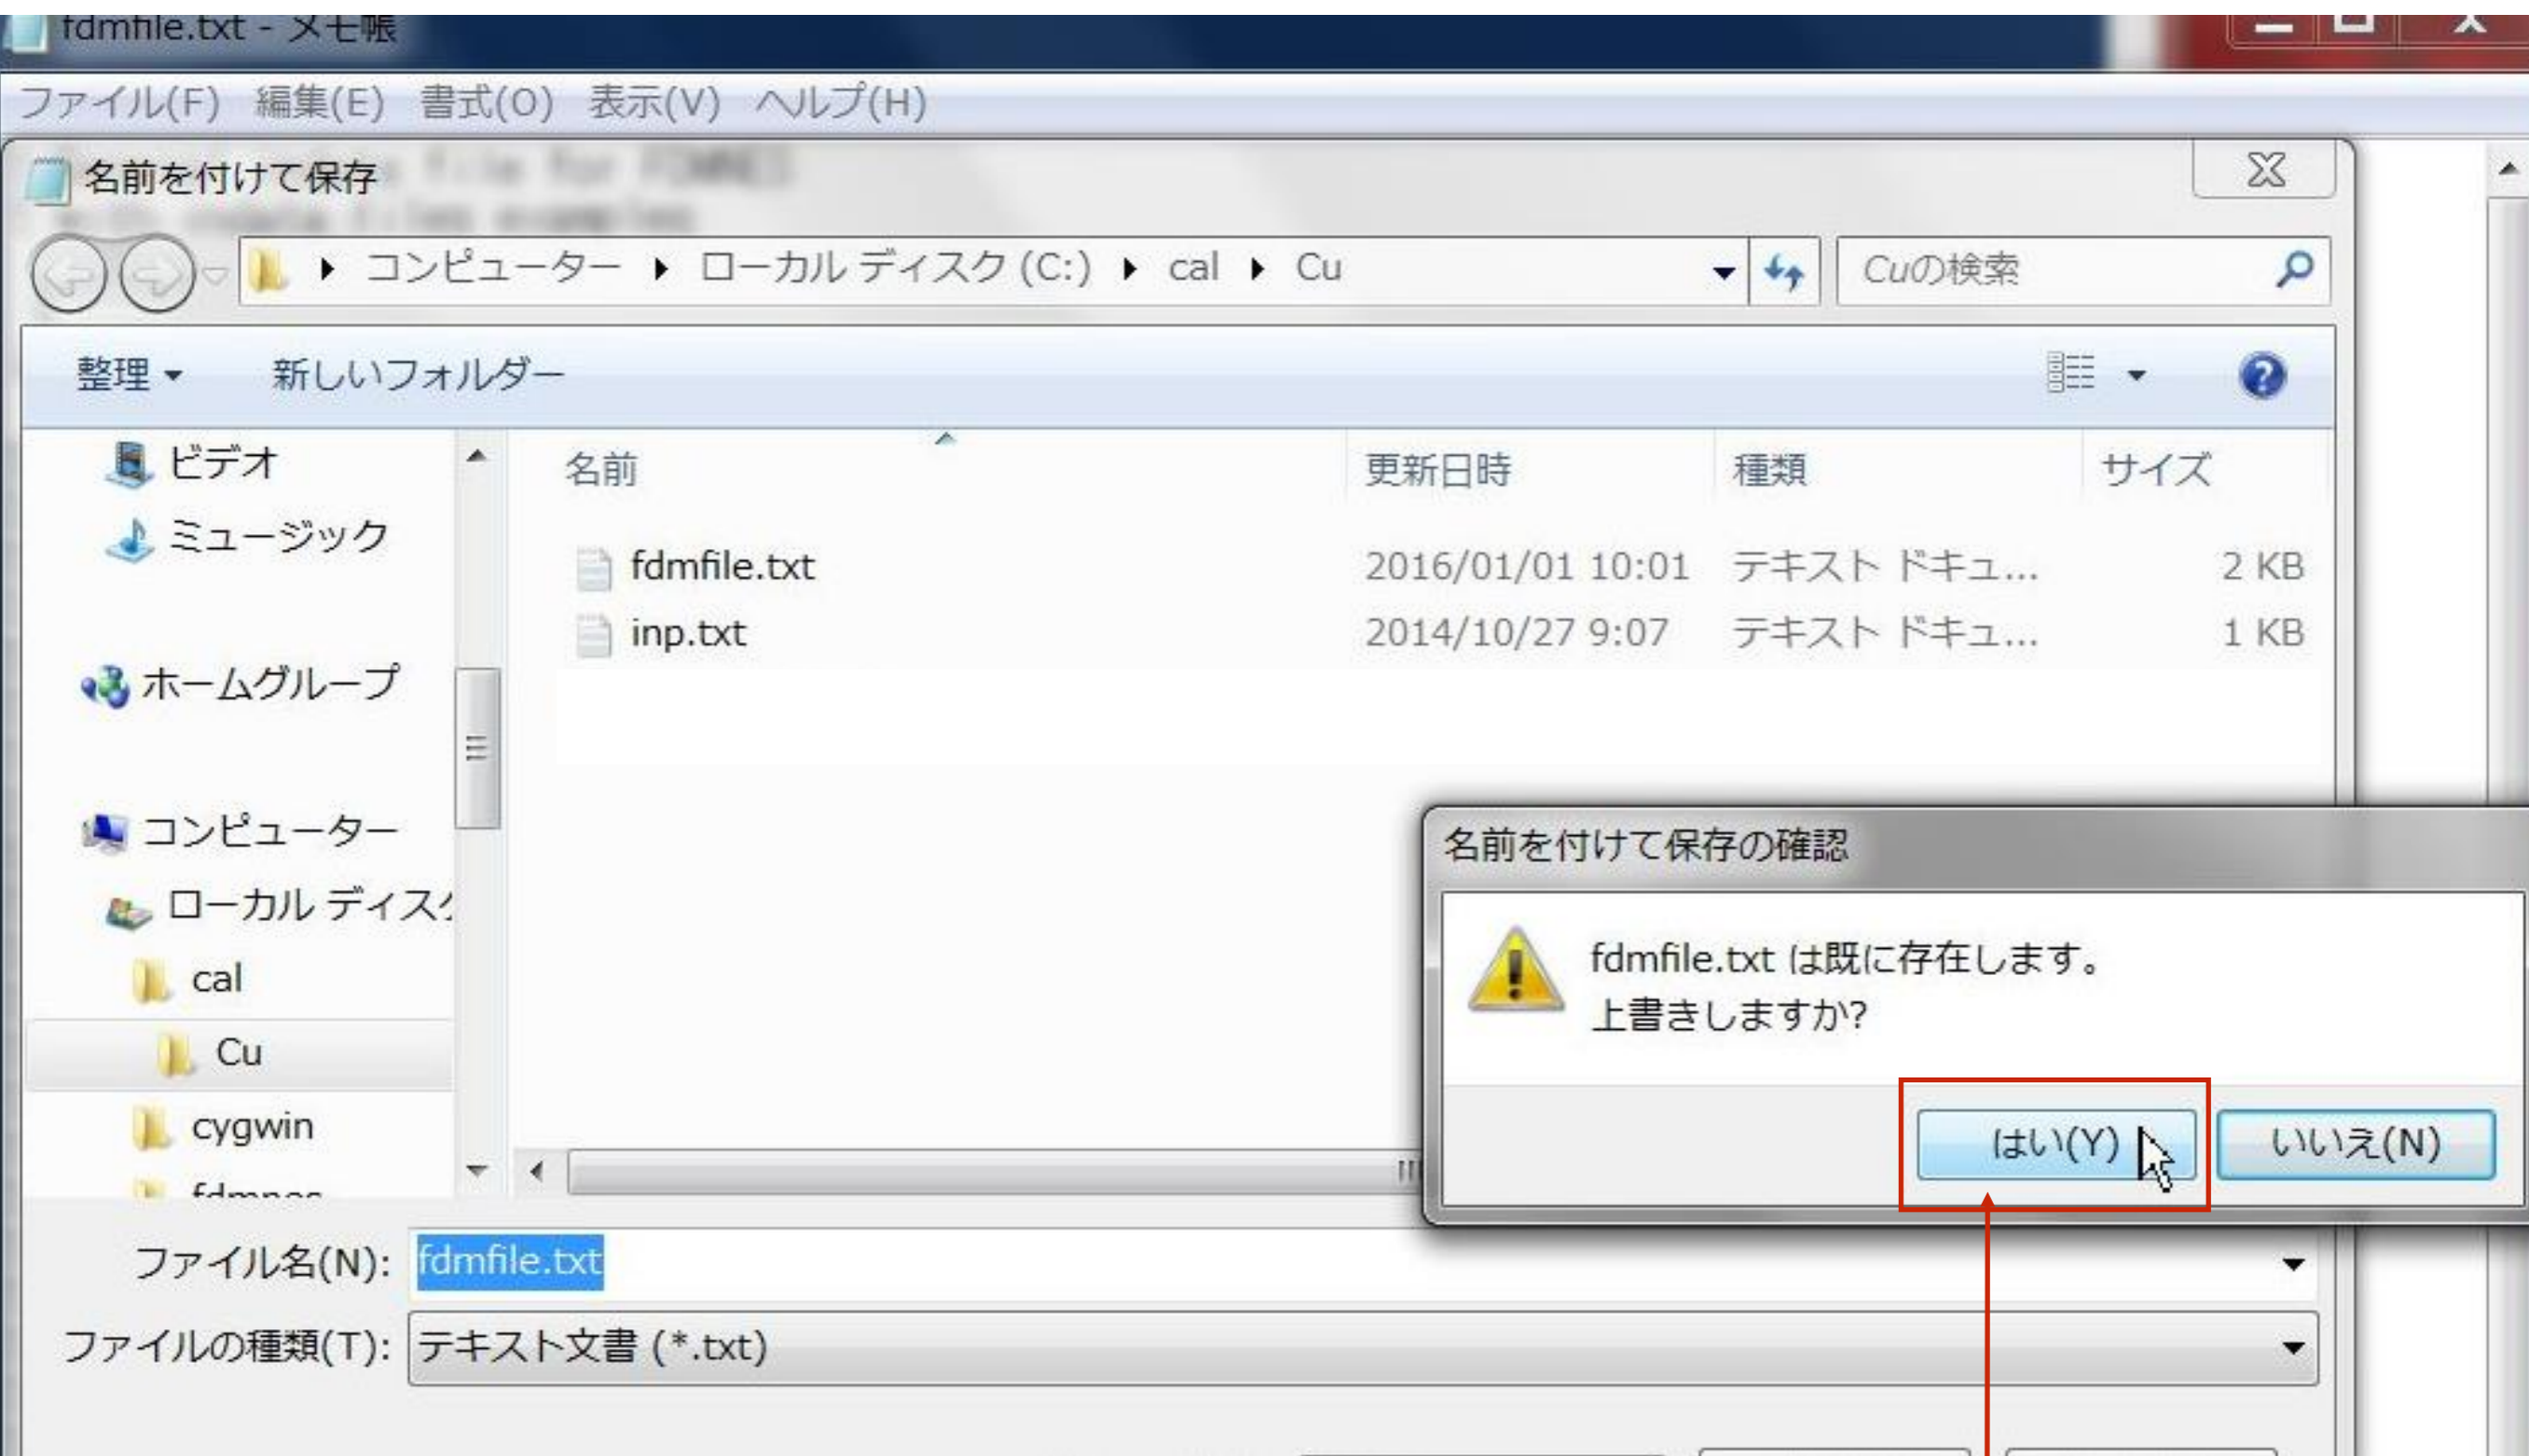 fdmfile.txt - メモ帳
ファイル(F) 編集(E) 書式(O) 表示(V) ヘルプ(H)
名前を付けて保存
コンピューター ローカル ディスク (C:) cal Cu
Cuの検索
整理 新しいフォルダー
ビデオ
ミュージック
ホームグループ
コンピューター
ローカル ディスク
cal
Cu
cygwin
fdmnes
名前 更新日時 種類 サイズ
fdmfile.txt 2016/01/01 10:01 テキスト ドキュ... 2 KB
inp.txt 2014/10/27 9:07 テキスト ドキュ... 1 KB
名前を付けて保存の確認
fdmfile.txt は既に存在します。
上書きしますか?
はい(Y) いいえ(N)
ファイル名(N): fdmfile.txt
ファイルの種類(T): テキスト文書 (*.txt)